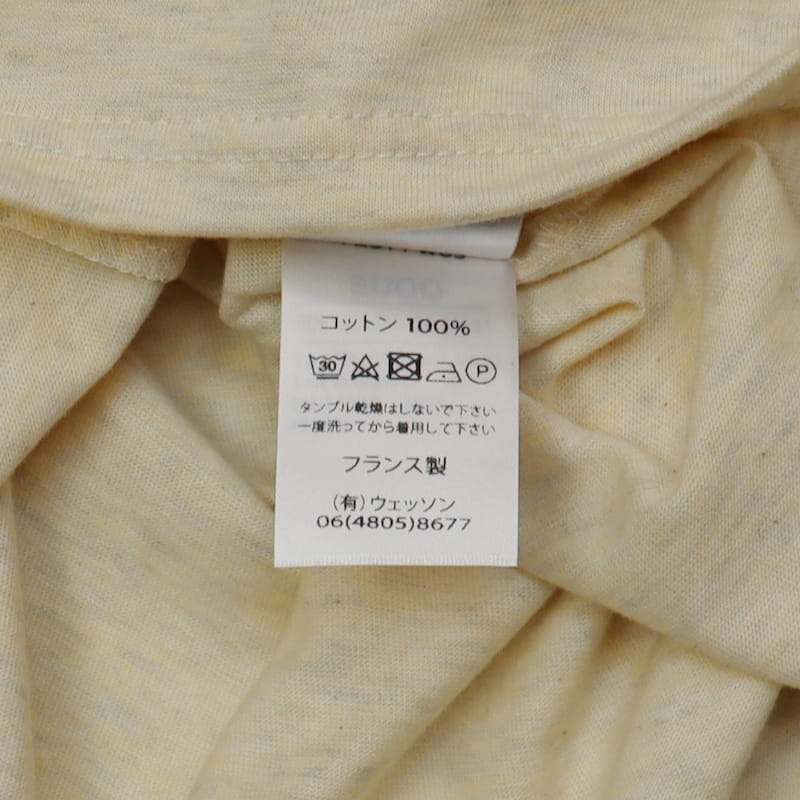 コットン 100%
30 P
タンブル乾燥はしないで下さい
一度洗ってから着用して下さい
フランス製
(有)ウェッソン
06(4805)8677